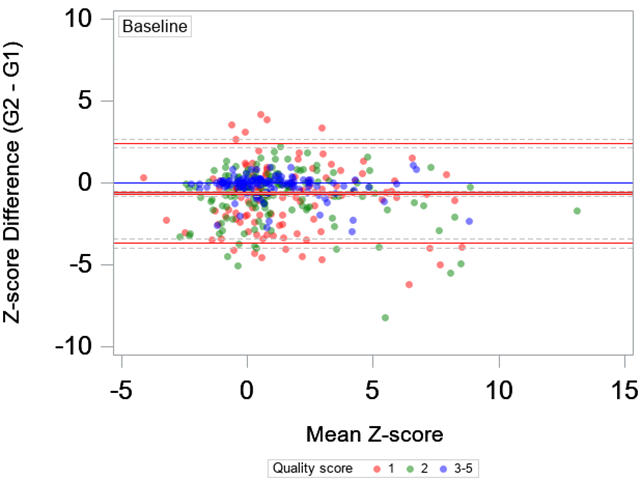 Baseline
10
5
0
-5
-10
Z-score Difference (G2 - G1)
-5 0 5 10 15
Mean Z-score
Quality score 1 2 3-5